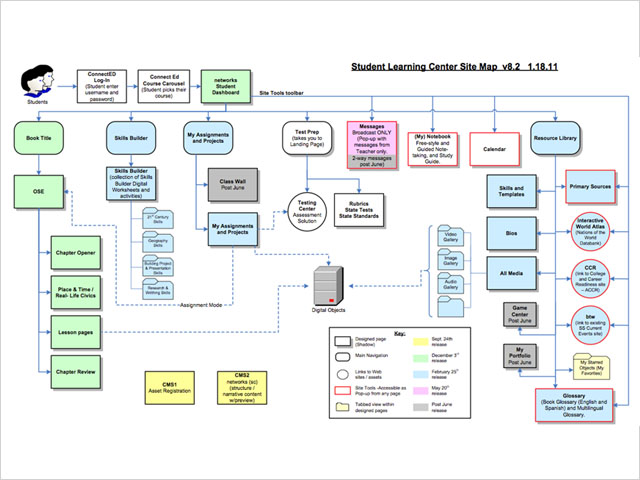 Student Learning Center Site Map v8.2 1.18.11
Students
ConnectED
Log-In
(Student enter
username and
password)
Connect Ed
Course Carousel
(Student picks their
course)
networks
Student
Dashboard
Site Tools toolbar
Book Title
Skills Builder
My Assignments
and Projects
Test Prep
(takes you to
Landing Page)
Messages
Broadcast ONLY
(Pop-up with
messages from
Teacher only.
2-way messages
post June)
(My) Notebook
Free-style and
Guided Note-
taking, and Study
Guide.
Calendar
Resource Library
OSE
Skills Builder
(collection of Skills
Builder Digital
Worksheets and
activities)
Class Wall
Post June
My Assignments
and Projects
Testing
Center
Assessment
Solution
Rubrics
State Tests
State Standards
Skills and
Templates
Primary Sources
21st Century
Skills
Geography
Skills
Building Project
& Presentation
Skills
Research &
Writing Skills
Bios
Interactive
World Atlas
(Nations of the
World
Databank)
Chapter Opener
Video
Gallery
Image
Gallery
Audio
Gallery
All Media
CCR
(link to College
and Career
Readiness site
– ACCR)
Place & Time /
Real- Life Civics
Assignment Mode
Digital Objects
Game
Center
Post June
btw
(link to existing
SS Current
Events site)
Lesson pages
My
Portfolio
Post June
My Starred
Objects (My
Favorites)
Chapter Review
CMS1
Asset Registration
CMS2
networks (sc)
(structure /
narrative content
w/preview)
Glossary
(Book Glossary (English and
Spanish) and Multilingual
Glossary.
Key:
Designed page
(Shadow)
Sept. 24th
release
Main Navigation
December 3rd
release
Links to Web
sites / assets
February 25th
release
Site Tools -Accessible as
Pop-up from any page
May 20th
release
Tabbed view within
designed pages
Post June
release